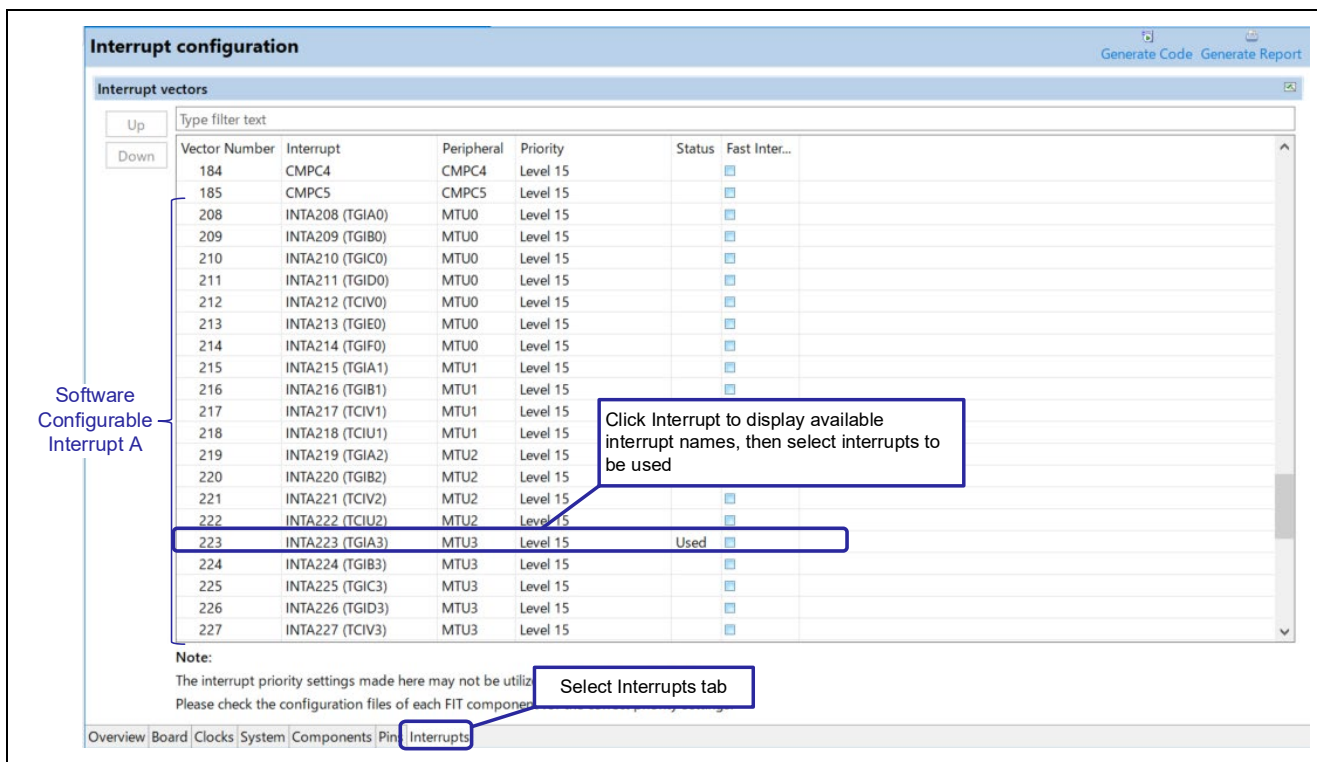 Interrupt configuration
Generate Code Generate Report
Interrupt vectors
Up
Down
Type filter text
Vector Number Interrupt Peripheral Priority Status Fast Inter...
184 CMPC4 CMPC4 Level 15
185 CMPC5 CMPC5 Level 15
208 INTA208 (TGIA0) MTU0 Level 15
209 INTA209 (TGIB0) MTU0 Level 15
210 INTA210 (TGIC0) MTU0 Level 15
211 INTA211 (TGID0) MTU0 Level 15
212 INTA212 (TCIV0) MTU0 Level 15
213 INTA213 (TGIE0) MTU0 Level 15
214 INTA214 (TGIF0) MTU0 Level 15
215 INTA215 (TGIA1) MTU1 Level 15
216 INTA216 (TGIB1) MTU1 Level 15
217 INTA217 (TCIV1) MTU1 Level 15
218 INTA218 (TCIU1) MTU1 Level 15
219 INTA219 (TGIA2) MTU2 Level 15
220 INTA220 (TGIB2) MTU2 Level 15
221 INTA221 (TCIV2) MTU2 Level 15
222 INTA222 (TCIU2) MTU2 Level 15
223 INTA223 (TGIA3) MTU3 Level 15 Used
224 INTA224 (TGIB3) MTU3 Level 15
225 INTA225 (TGIC3) MTU3 Level 15
226 INTA226 (TGID3) MTU3 Level 15
227 INTA227 (TCIV3) MTU3 Level 15
Software
Configurable
Interrupt A
Click Interrupt to display available
interrupt names, then select interrupts to
be used
Note:
The interrupt priority settings made here may not be
Please check the configuration files of each FIT
Select Interrupts tab
Overview Board Clocks System Components Pins Interrupts